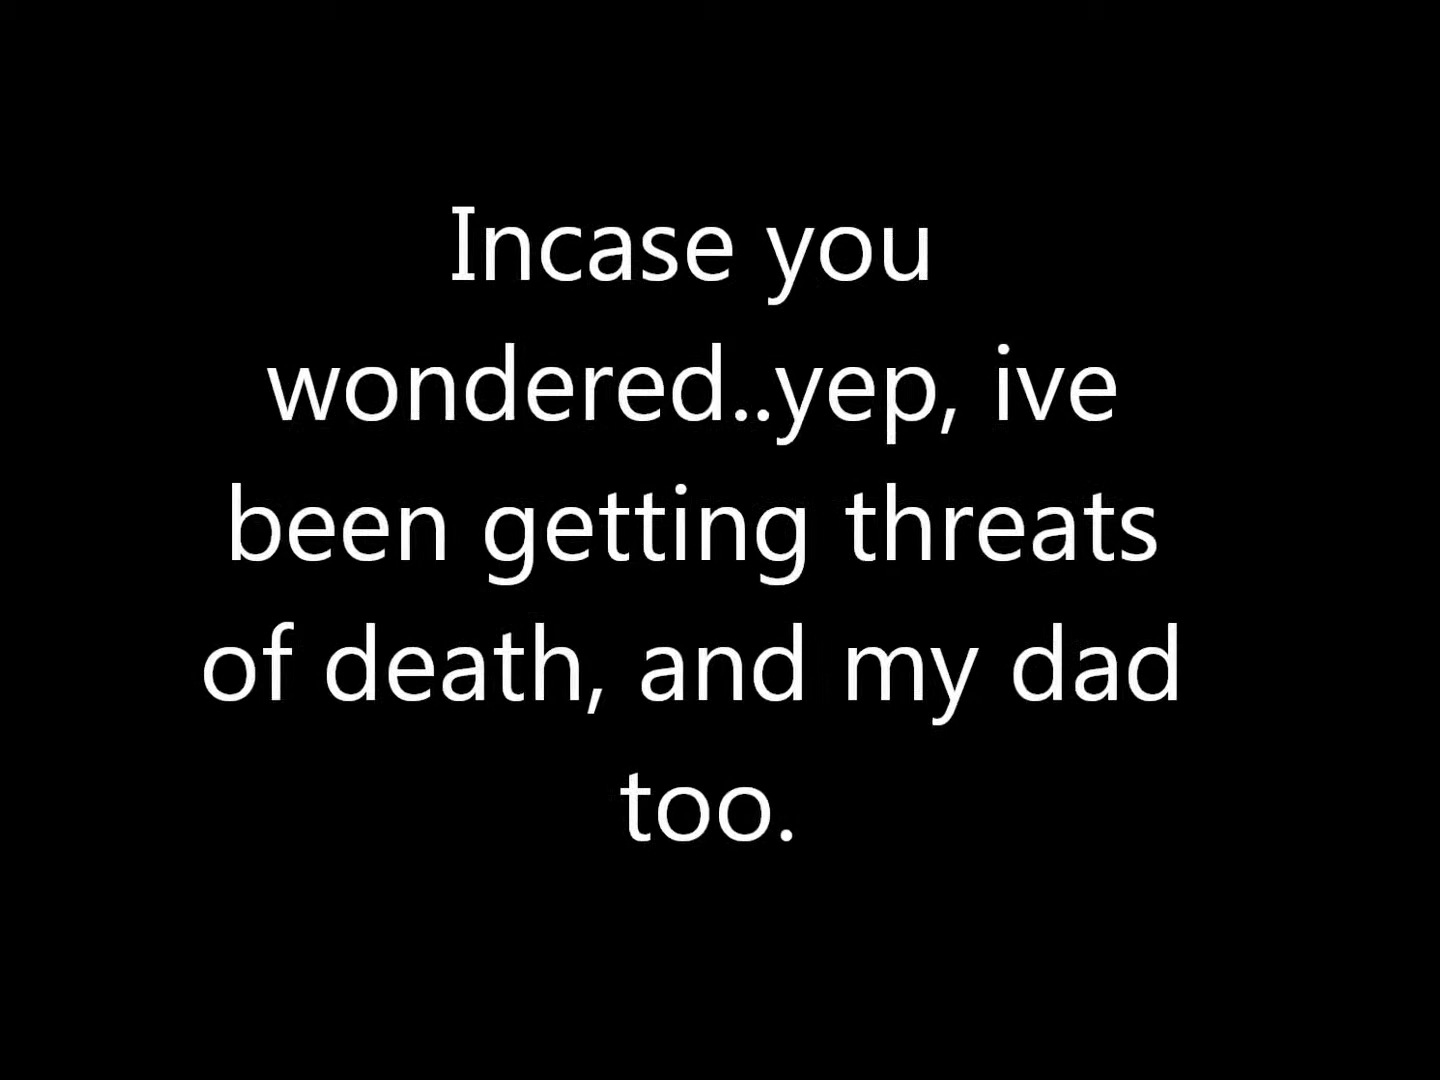 Incase you
wondered..yep, ive
been getting threats
of death, and my dad
too.